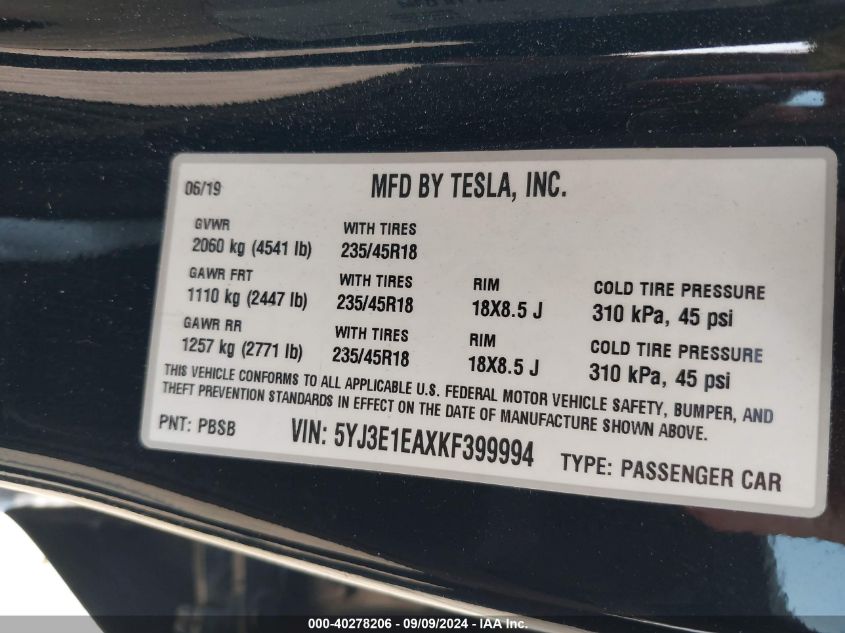 06/19 MFD BY TESLA, INC.
GVWR WITH TIRES
2060 kg (4541 lb) 235/45R18
GAWR FRT WITH TIRES RIM COLD TIRE PRESSURE
1110 kg (2447 lb) 235/45R18 18X8.5 J 310 kPa, 45 psi
GAWR RR WITH TIRES RIM COLD TIRE PRESSURE
1257 kg (2771 lb) 235/45R18 18X8.5 J 310 kPa, 45 psi
THIS VEHICLE CONFORMS TO ALL APPLICABLE U.S. FEDERAL MOTOR VEHICLE SAFETY, BUMPER, AND
THEFT PREVENTION STANDARDS IN EFFECT ON THE DATE OF MANUFACTURE SHOWN ABOVE.
PNT: PBSB VIN: 5YJ3E1EAXKF399994 TYPE: PASSENGER CAR
000-40278206 - 09/09/2024 - IAA Inc.